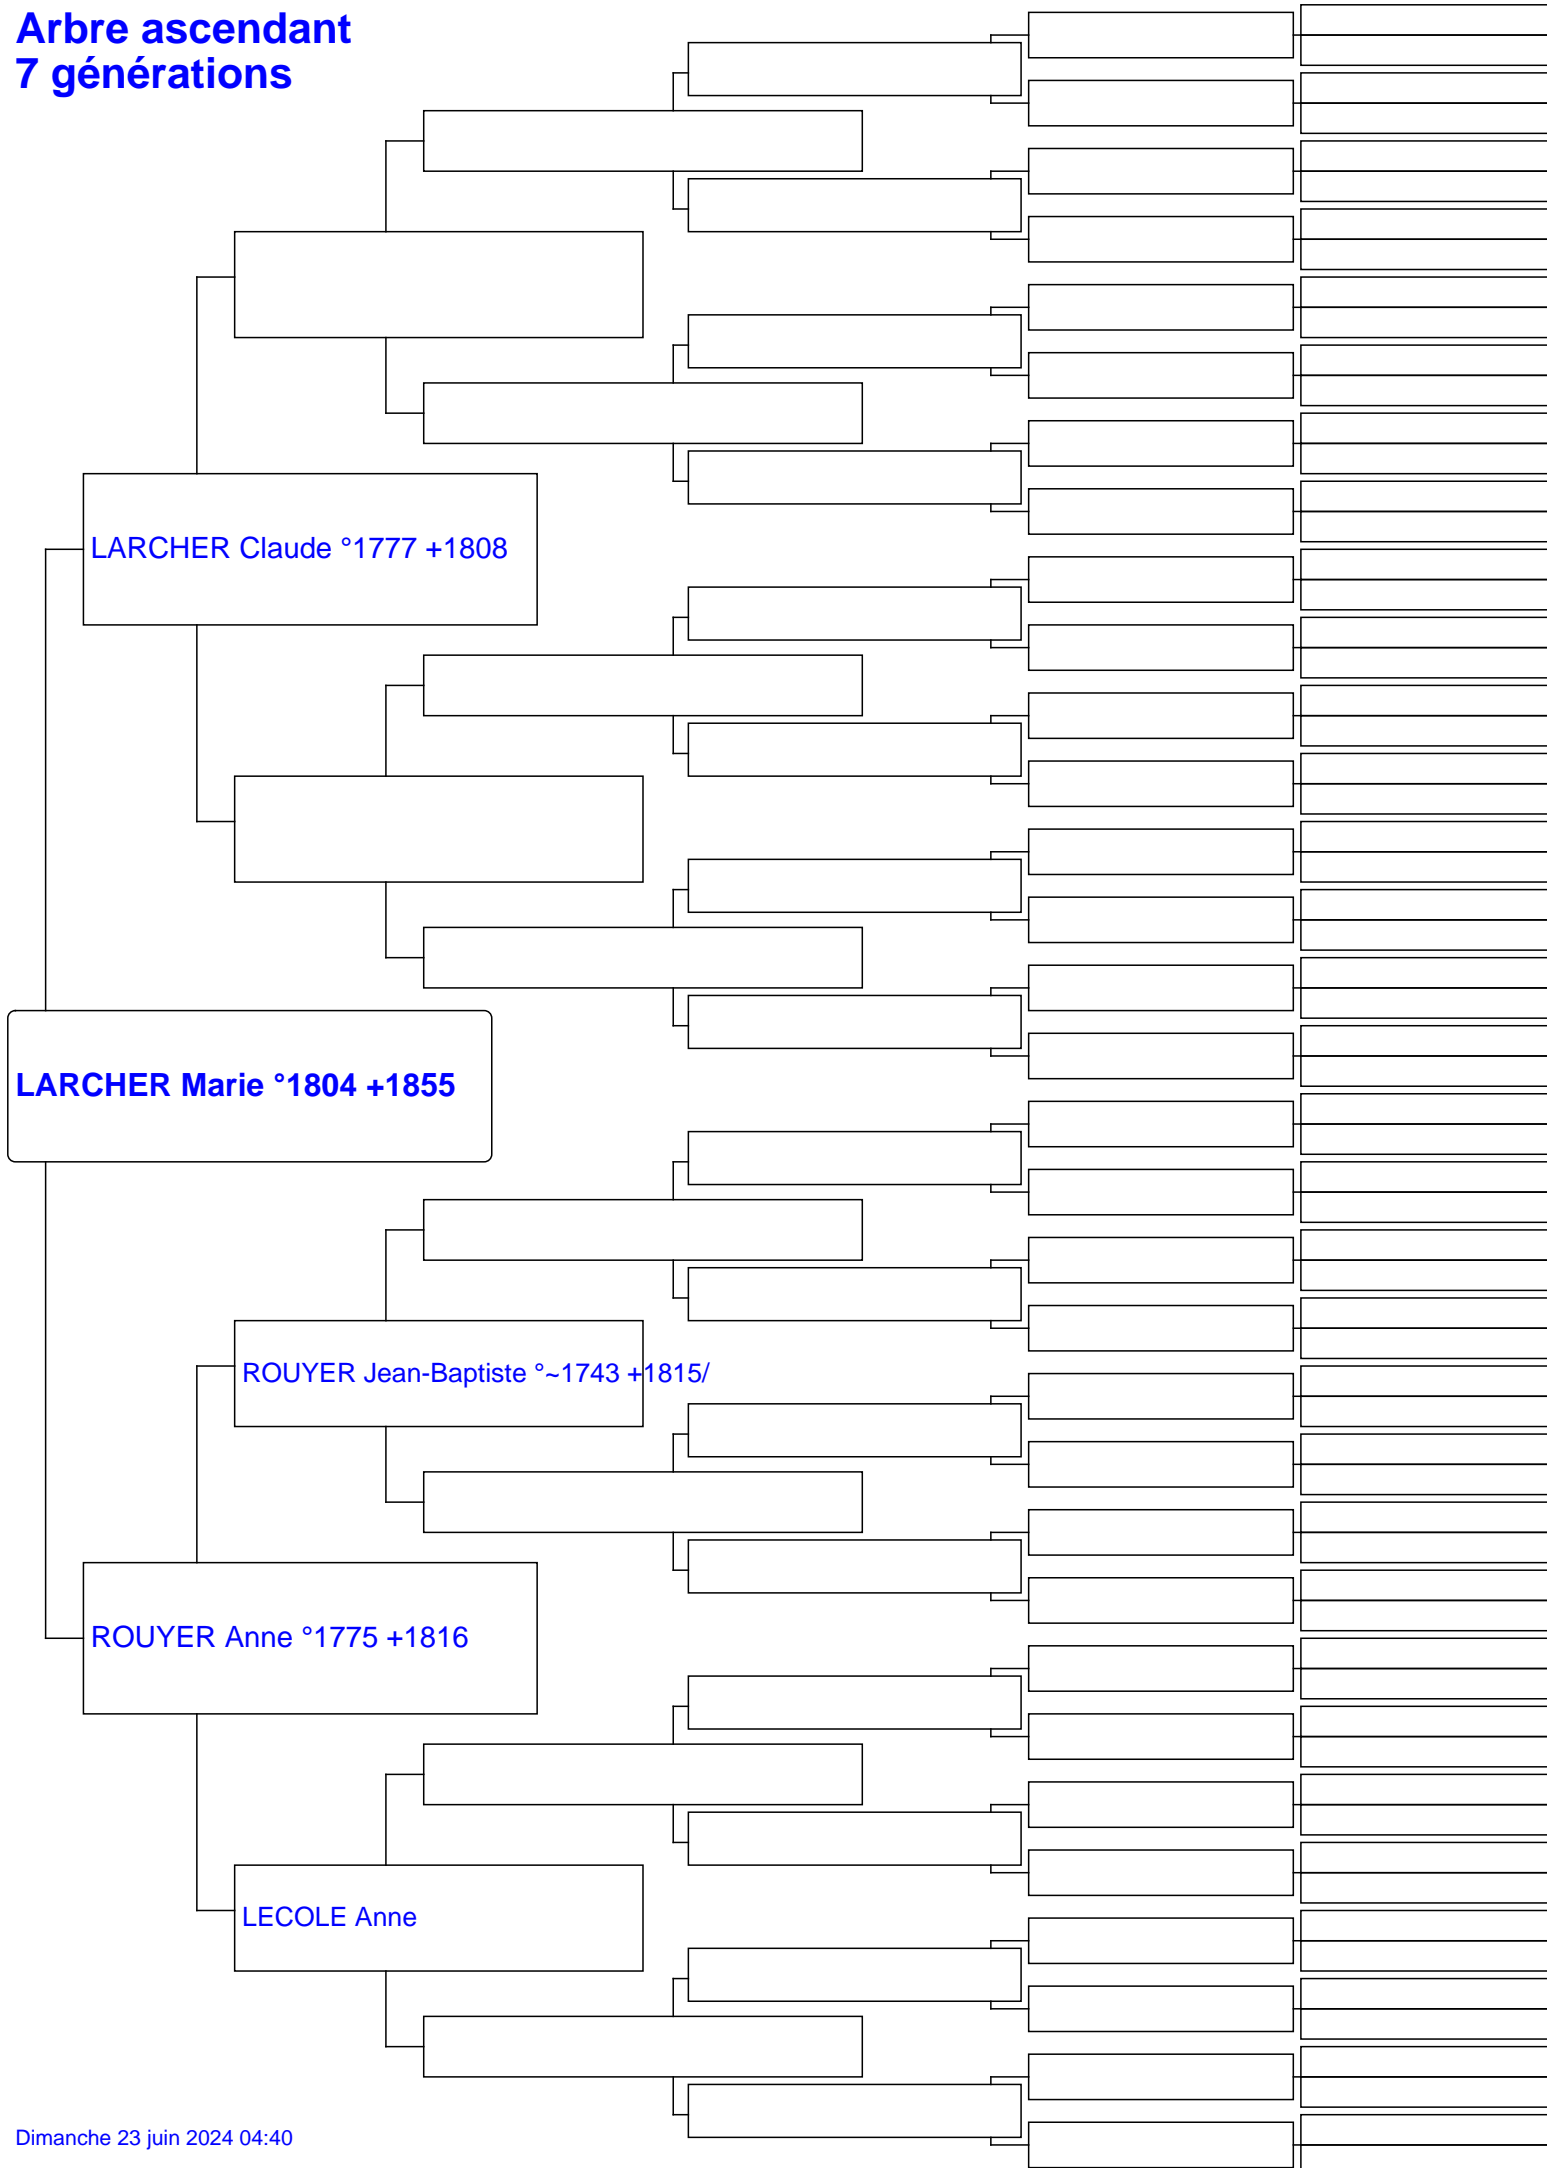 Arbre ascendant
7 générations
LARCHER Claude °1777 +1808
LARCHER Marie °1804 +1855
ROUYER Jean-Baptiste °~1743 +1815/
ROUYER Anne °1775 +1816
LECOLE Anne
Dimanche 23 juin 2024 04:40